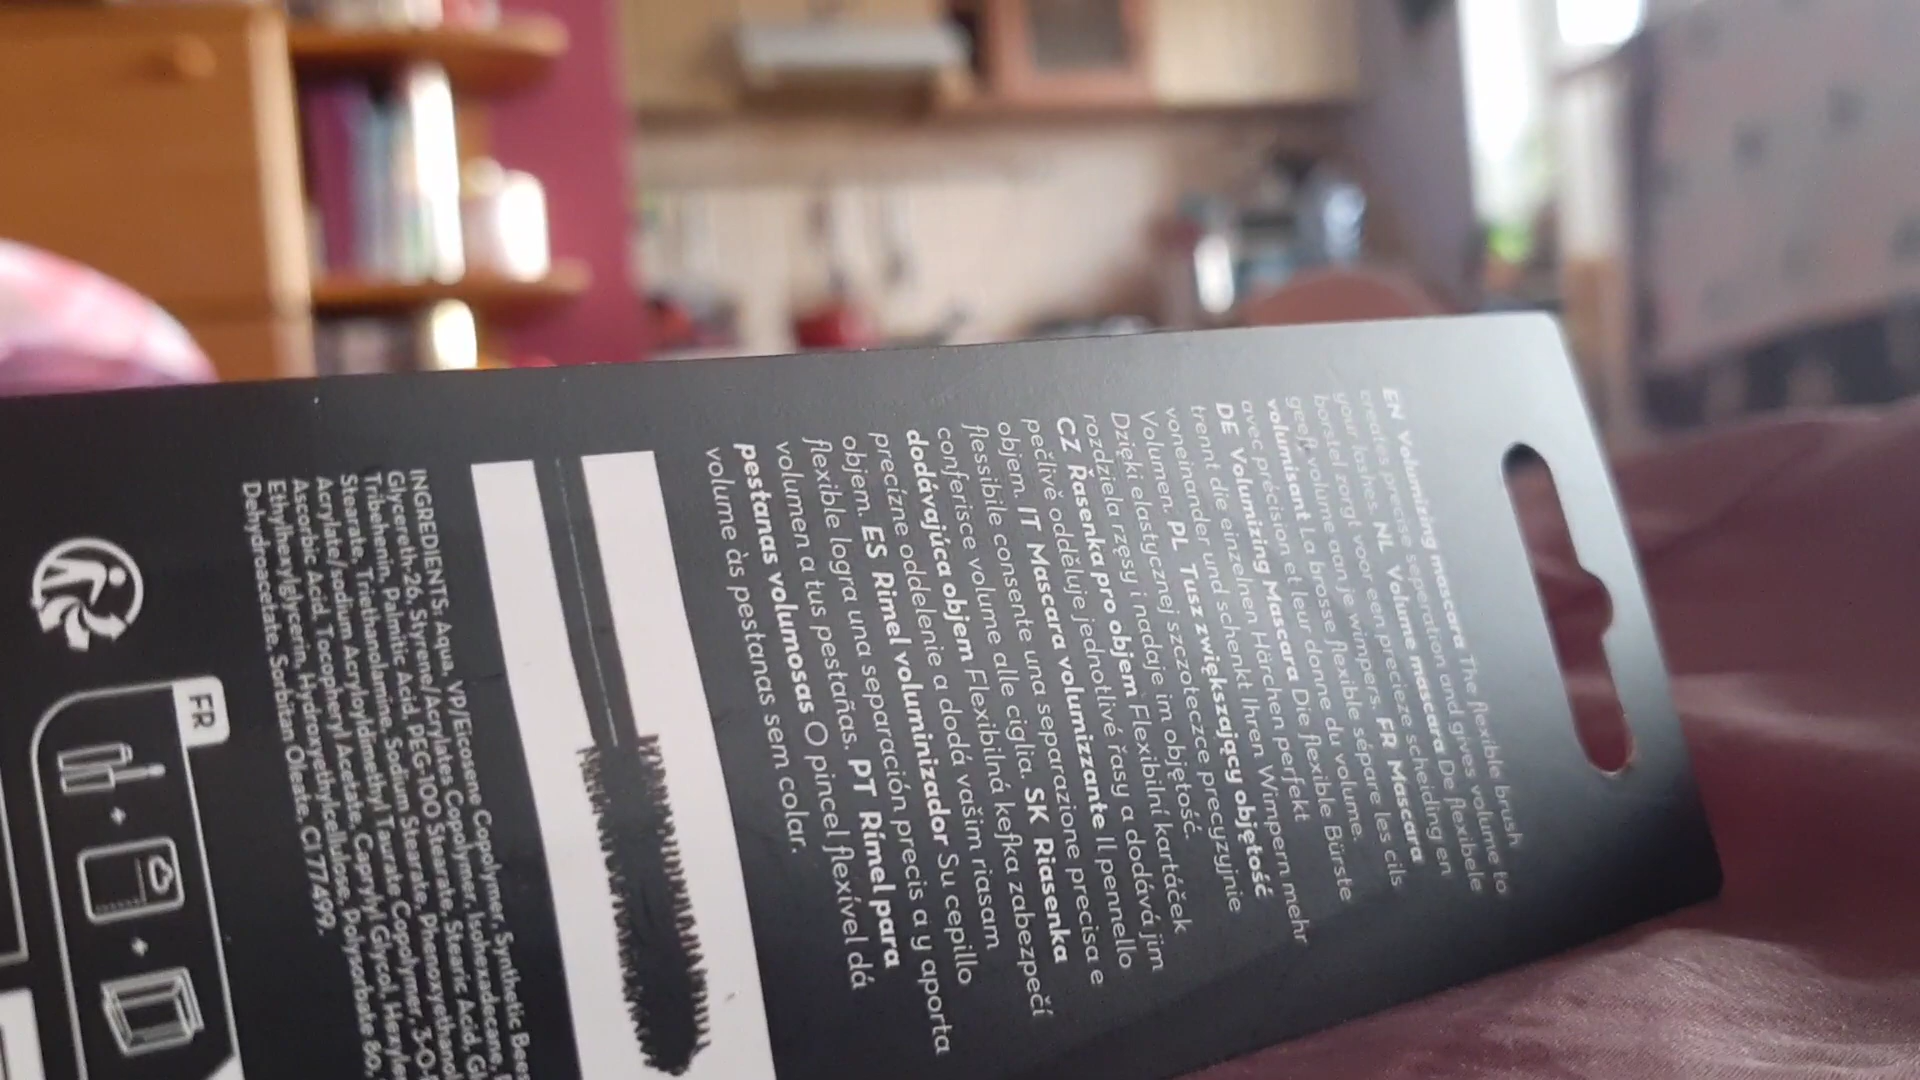 EN Volumizing mascara The flexible brush
creates precise seperation and gives volume to
your lashes. NL Volume mascara De flexibele
borstel zorgt voor een precieze scheiding en
geeft volume aan je wimpers. FR Mascara
volumisant La brosse flexible sépare les cils
avec précision et leur donne du volume.
DE Volumizing Mascara Die flexible Bürste
trennt die einzelnen Härchen perfekt
voneinander und schenkt Ihren Wimpern mehr
Volumen. PL Tusz zwiększający objętość
Dzięki elastycznej szczoteczce precyzyjnie
rozdziela rzęsy i nadaje im objętość.
CZ Řasenka pro objem Flexibilní kartáček
pečlivě odděluje jednotlivé řasy a dodává jim
objem. IT Mascara volumizzante Il pennello
flessibile consente una separazione precisa e
conferisce volume alle ciglia. SK Riasenka
dodávajúca objem Flexibilná kefka zabezpečí
precízne oddelenie a dodá vašim riasam
objem. ES Rímel voluminizador Su cepillo
flexible logra una separación precis a y aporta
volumen a tus pestañas. PT Rímel para
pestanas volumosas O pincel flexível dá
volume às pestanas sem colar.
INGREDIENTS: Aqua, VP/Eicosene Copolymer, Synthetic
Glycereth-26, Styrene/Acrylates Copolymer, Isohexadecane,
Tribehenin, Palmitic Acid, PEG-100 Stearate, Stearic Acid,
Stearate, Triethanolamine, Sodium Stearate, Phenoxyethanol
Acrylate/sodium Acryloyldimethyl Taurate Copolymer,
Ascorbic Acid, Tocopheryl Acetate, Caprylyl Glycol,
Ethylhexylglycerin, Hydroxyethylcellulose, Polysorbate 80,
Dehydroacetate, Sorbitan Oleate, CI 77499.
FR